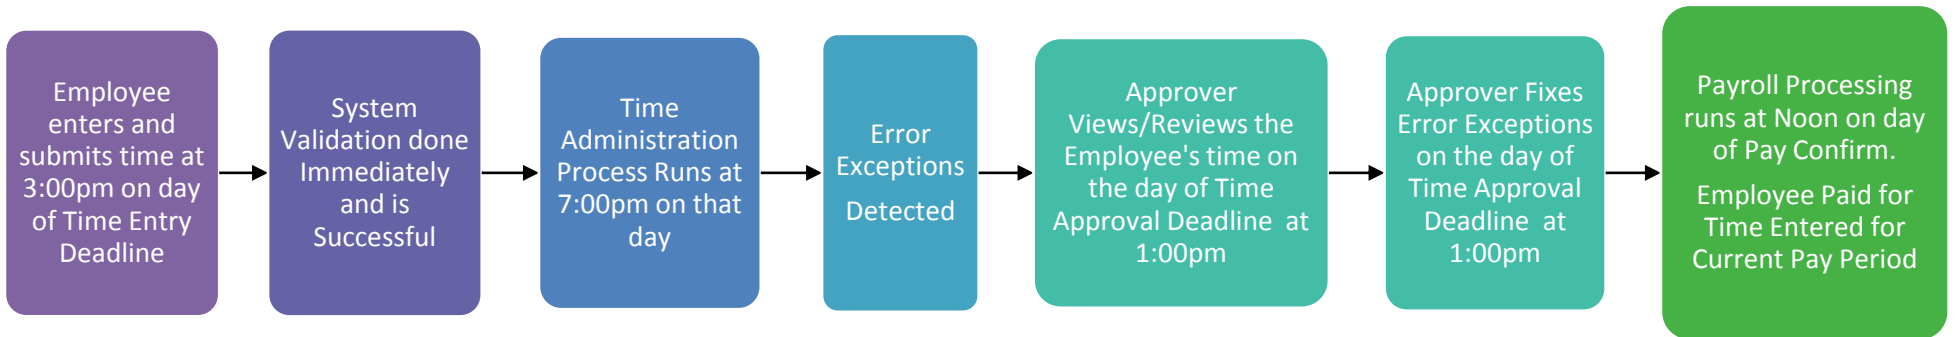 Employee
enters and
submits time at
3:00pm on day
of Time Entry
Deadline
System
Validation done
Immediately
and is
Successful
Time
Administration
Process Runs at
7:00pm on that
day
Error
Exceptions
Detected
Approver
Views/Reviews the
Employee's time on
the day of Time
Approval Deadline  at
1:00pm
Approver Fixes
Error Exceptions
on the day of
Time Approval
Deadline  at
1:00pm
Payroll Processing
runs at Noon on day
of Pay Confirm.
Employee Paid for
Time Entered for
Current Pay Period